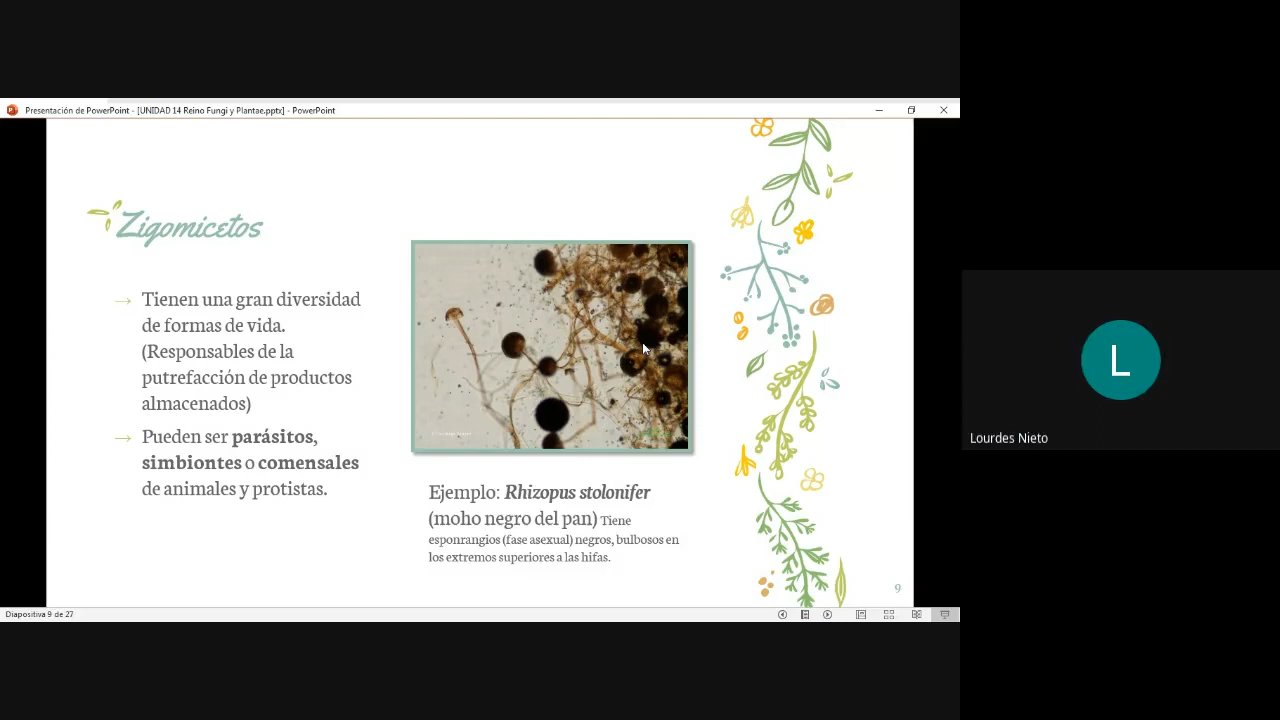 Presentación de PowerPoint - [UNIDAD 14 Reino Fungi y Plantae.pptx] - PowerPoint
Zigomicetos
→ Tienen una gran diversidad
de formas de vida.
(Responsables de la
putrefacción de productos
almacenados)
→ Pueden ser parásitos,
simbiontes o comensales
de animales y protistas.
Ejemplo: Rhizopus stolonifer
(moho negro del pan) Tiene
esponrangios (fase asexual) negros, bulbosos en
los extremos superiores a las hifas.
9
Diapositiva 9 de 27
L
Lourdes Nieto